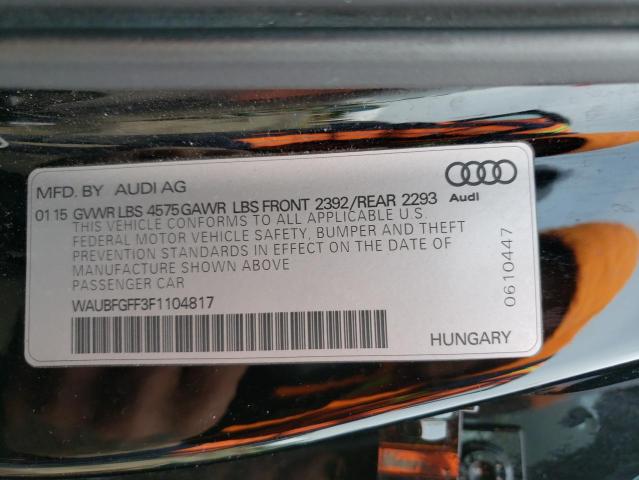 MFD. BY AUDI AG
Audi
01 15 GVWR LBS 4575 GAWR LBS FRONT 2392/REAR 2293
THIS VEHICLE CONFORMS TO ALL APPLICABLE U.S.
FEDERAL MOTOR VEHICLE SAFETY, BUMPER AND THEFT
PREVENTION STANDARDS IN EFFECT ON THE DATE OF
MANUFACTURE SHOWN ABOVE
PASSENGER CAR
WAUBFGFF3F1104817
HUNGARY
0610447